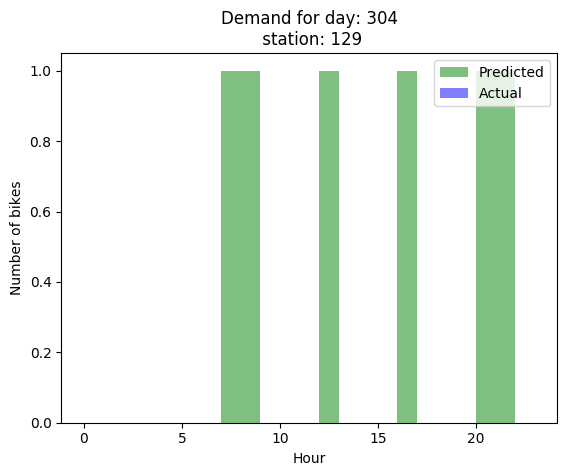 Demand for day: 304
station: 129
Number of bikes
1.0
0.8
0.6
0.4
0.2
0.0
Predicted
Actual
0
5
10
15
20
Hour